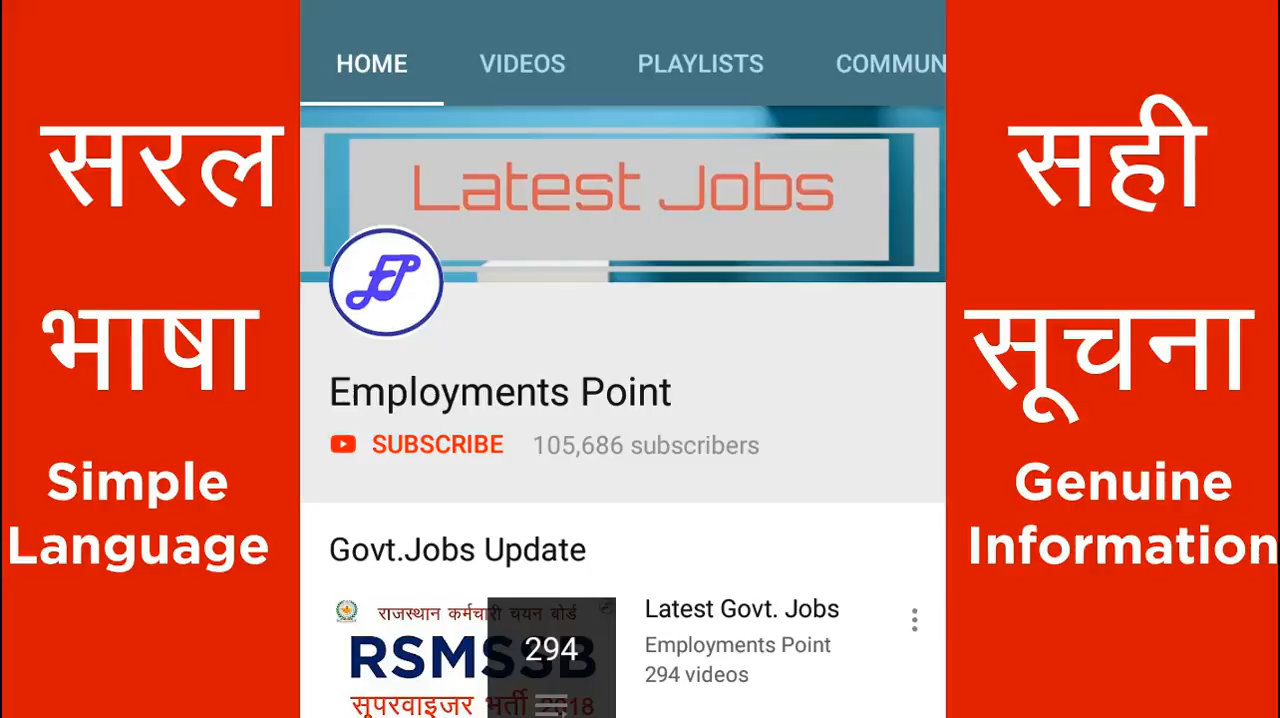 सरल
भाषा
Simple
Language
HOME VIDEOS PLAYLISTS COMMUN
Latest Jobs
EP
Employments Point
SUBSCRIBE 105,686 subscribers
Govt.Jobs Update
राजस्थान कर्मचारी चयन बोर्ड
RSMSSB
सुपरवाइजर भर्ती 2018
294
Latest Govt. Jobs
Employments Point
294 videos
सही
सूचना
Genuine
Information